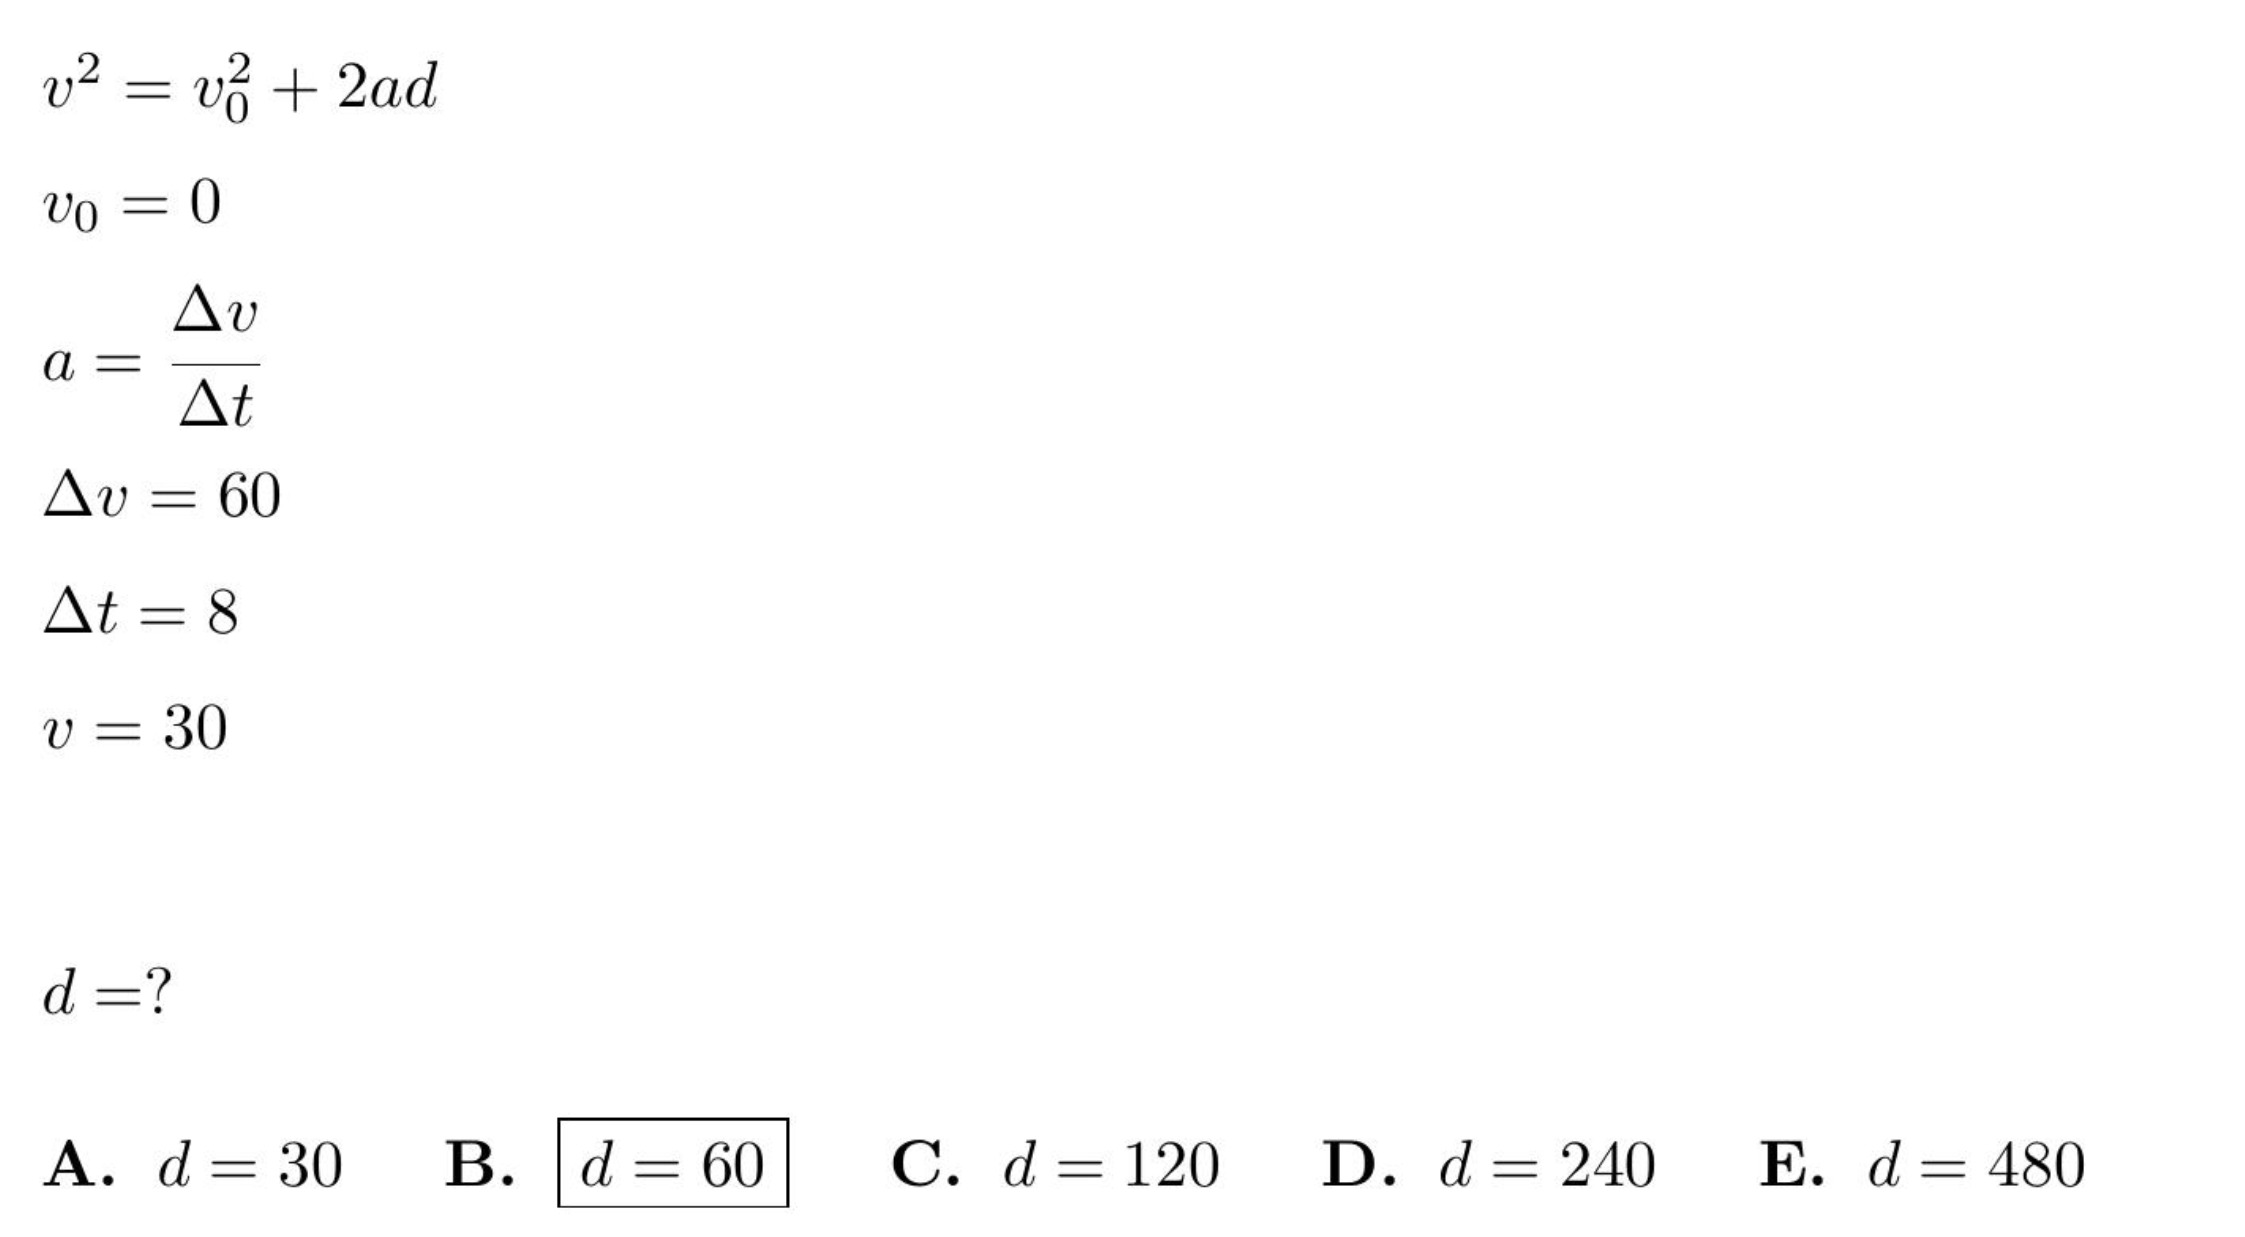 v² = v₀² + 2ad
v₀ = 0
a = Δv/Δt
Δv = 60
Δt = 8
v = 30
d =?
A. d = 30 B. d = 60 C. d = 120 D. d = 240 E. d = 480